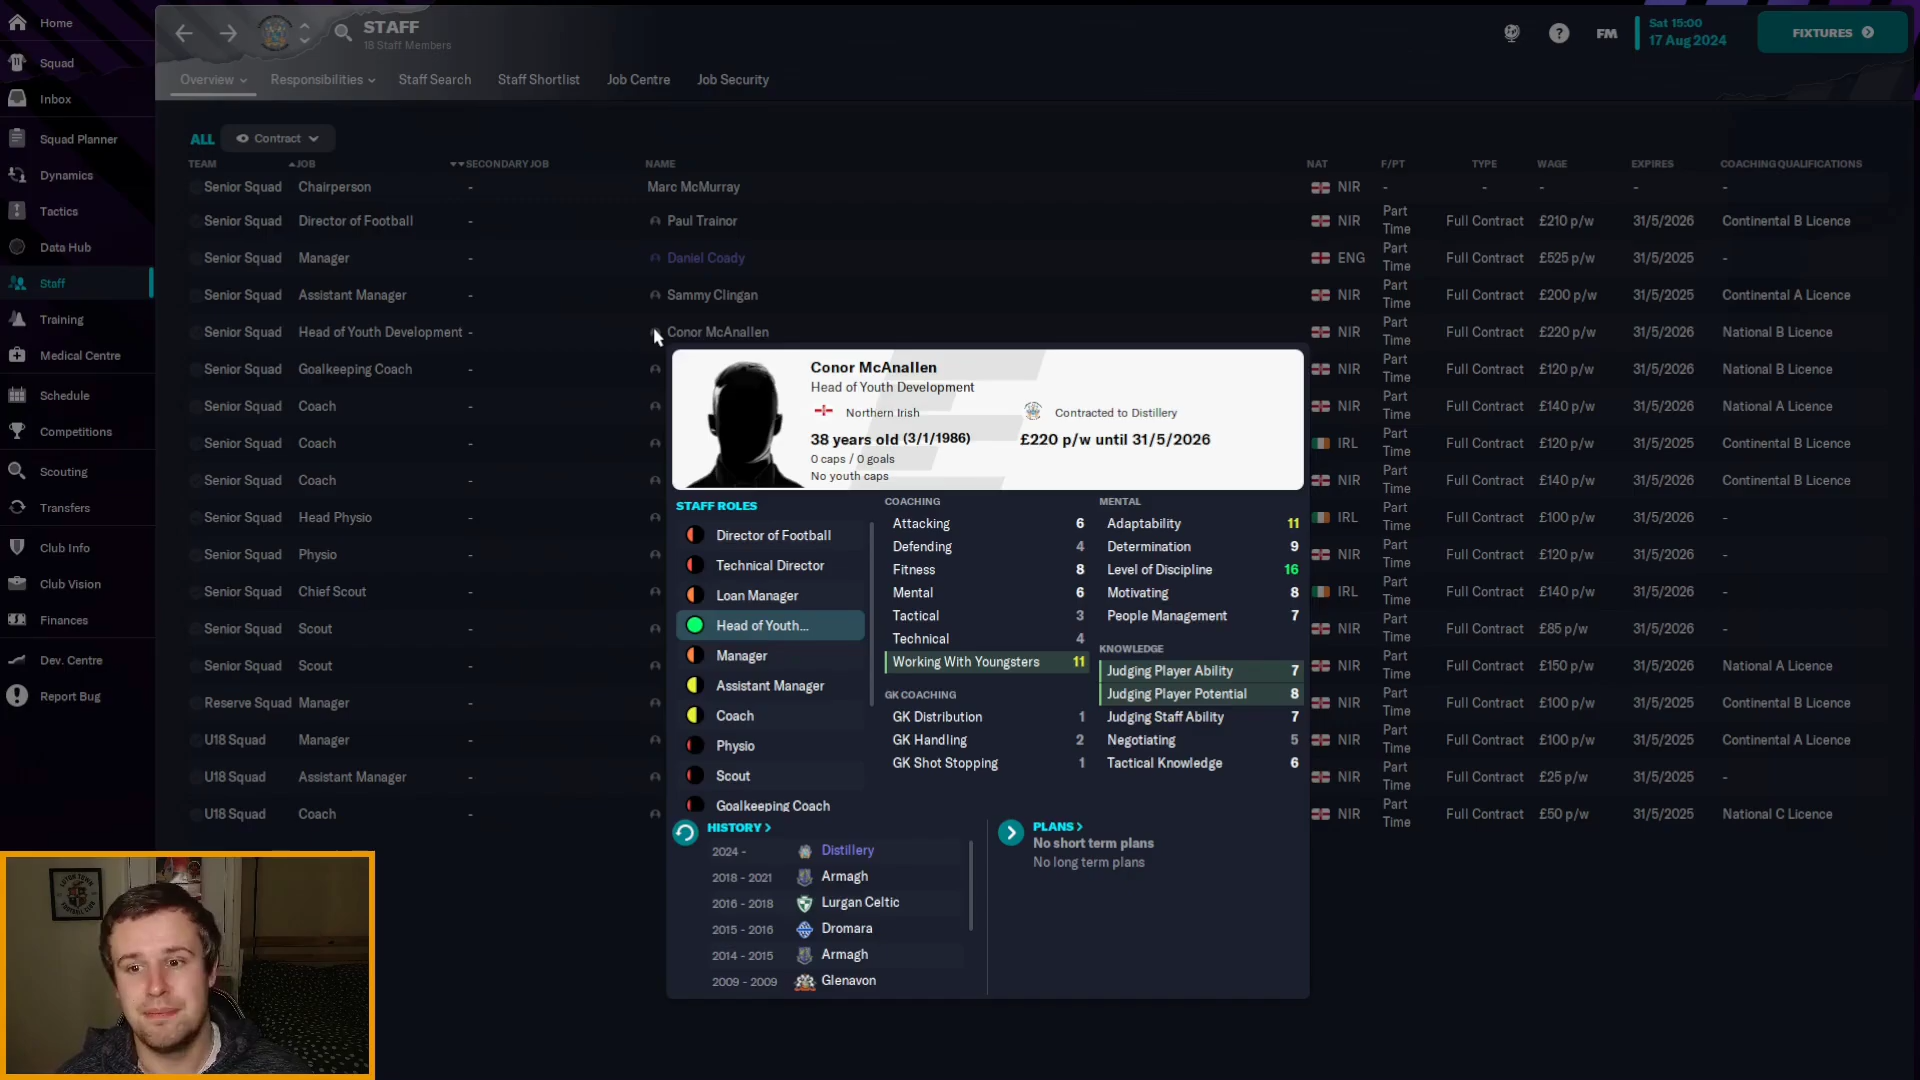 Home
Squad
Inbox
Squad Planner
Dynamics
Tactics
Data Hub
Staff
Training
Medical Centre
Schedule
Competitions
Scouting
Transfers
Club Info
Club Vision
Finances
Dev. Centre
Report Bug
STAFF
18 Staff Members
FM
Sat 15:00
17 Aug 2024
FIXTURES
Overview Responsibilities Staff Search Staff Shortlist Job Centre Job Security
ALL Contract
TEAM JOB SECONDARY JOB NAME NAT F/PT TYPE WAGE EXPIRES COACHING QUALIFICATIONS
Senior Squad Chairperson - Marc McMurray NIR - - - - -
Senior Squad Director of Football - Paul Trainor NIR Part Time Full Contract £210 p/w 31/5/2026 Continental B Licence
Senior Squad Manager - Daniel Coady ENG Part Time Full Contract £525 p/w 31/5/2025 -
Senior Squad Assistant Manager - Sammy Clingan NIR Part Time Full Contract £200 p/w 31/5/2025 Continental A Licence
Senior Squad Head of Youth Development - Conor McAnallen NIR Part Time Full Contract £220 p/w 31/5/2026 National B Licence
Senior Squad Goalkeeping Coach - NIR Part Time Full Contract £120 p/w 31/5/2026 National B Licence
Senior Squad Coach - NIR Part Time Full Contract £140 p/w 31/5/2026 National A Licence
Senior Squad Coach - IRL Part Time Full Contract £120 p/w 31/5/2026 Continental B Licence
Senior Squad Coach - NIR Part Time Full Contract £140 p/w 31/5/2026 Continental B Licence
Senior Squad Head Physio - IRL Part Time Full Contract £100 p/w 31/5/2026 -
Senior Squad Physio - NIR Part Time Full Contract £120 p/w 31/5/2026 -
Senior Squad Chief Scout - IRL Part Time Full Contract £140 p/w 31/5/2026 -
Senior Squad Scout - NIR Part Time Full Contract £85 p/w 31/5/2026 -
Senior Squad Scout - NIR Part Time Full Contract £150 p/w 31/5/2026 National A Licence
Reserve Squad Manager - NIR Part Time Full Contract £100 p/w 31/5/2026 Continental B Licence
U18 Squad Manager - NIR Part Time Full Contract £100 p/w 31/5/2026 Continental A Licence
U18 Squad Assistant Manager - NIR Part Time Full Contract £25 p/w 31/5/2025 -
U18 Squad Coach - NIR Part Time Full Contract £50 p/w 31/5/2025 National C Licence
Conor McAnallen
Head of Youth Development
Northern Irish Contracted to Distillery
38 years old (3/1/1986) £220 p/w until 31/5/2026
0 caps / 0 goals
No youth caps
STAFF ROLES
Director of Football
Technical Director
Loan Manager
Head of Youth...
Manager
Assistant Manager
Coach
Physio
Scout
Goalkeeping Coach
COACHING
Attacking 6
Defending 4
Fitness 8
Mental 6
Tactical 3
Technical 4
Working With Youngsters 11
GK COACHING
GK Distribution 1
GK Handling 2
GK Shot Stopping 1
MENTAL
Adaptability 11
Determination 9
Level of Discipline 16
Motivating 8
People Management 7
KNOWLEDGE
Judging Player Ability 7
Judging Player Potential 8
Judging Staff Ability 7
Negotiating 5
Tactical Knowledge 6
HISTORY
2024 - Distillery
2018 - 2021 Armagh
2016 - 2018 Lurgan Celtic
2015 - 2016 Dromara
2014 - 2015 Armagh
2009 - 2009 Glenavon
PLANS
No short term plans
No long term plans
LUTON TOWN